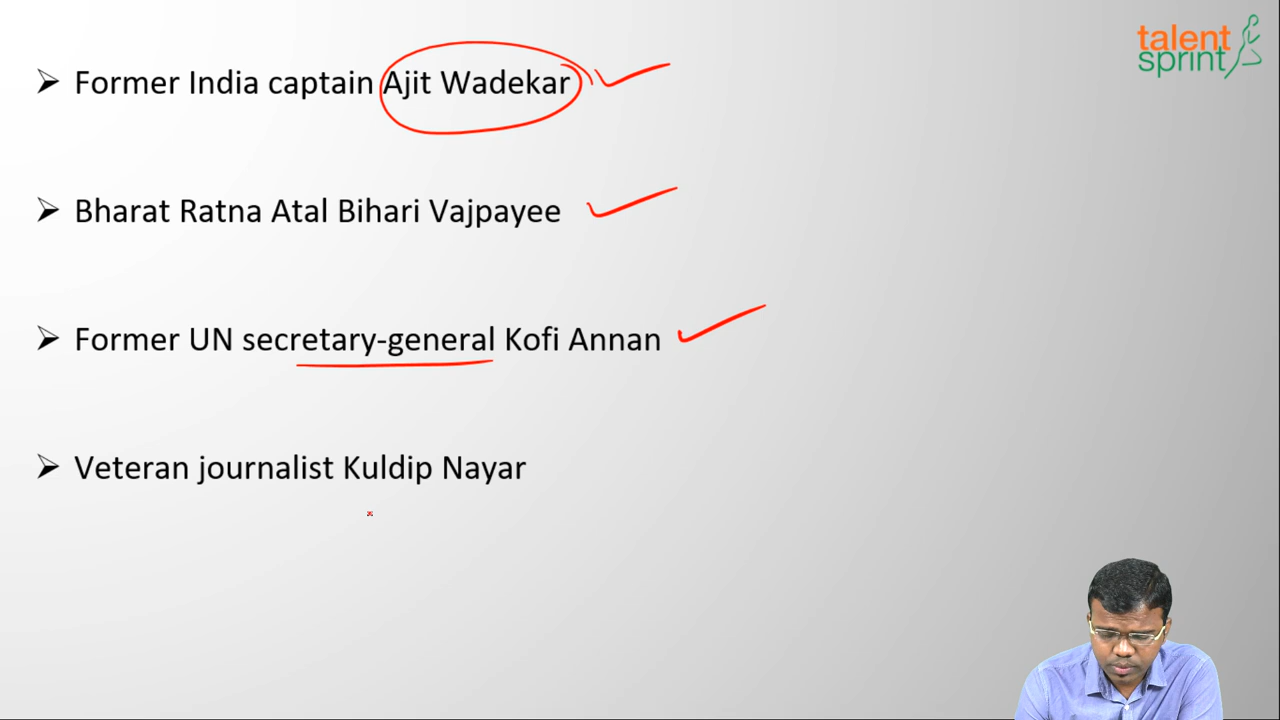 talent
sprint
Former India captain Ajit Wadekar
Bharat Ratna Atal Bihari Vajpayee
Former UN secretary-general Kofi Annan
Veteran journalist Kuldip Nayar